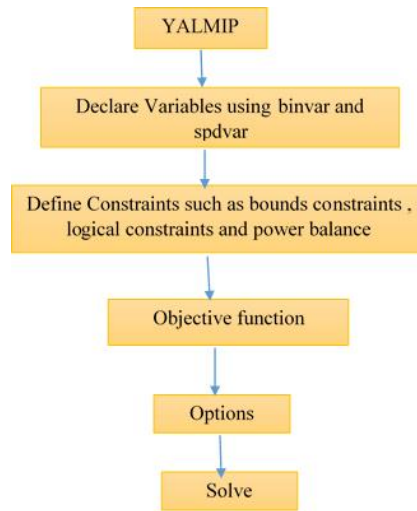 YALMIP
Declare Variables using binvar and
spdvar
Define Constraints such as bounds constraints ,
logical constraints and power balance
Objective function
Options
Solve